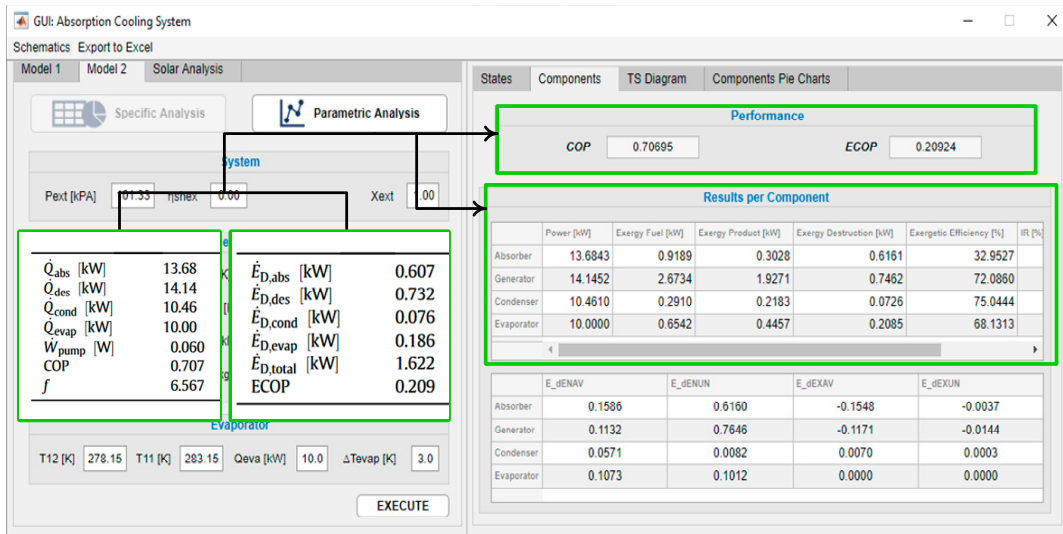 GUI: Absorption Cooling System
Schematics Export to Excel
Model 1 Model 2 Solar Analysis
Specific Analysis Parametric Analysis
System
Pext [kPA] 101.33 ηshex 0.00 Xext 1.00
Q̇abs [kW] 13.68
Q̇des [kW] 14.14
Q̇cond [kW] 10.46
Q̇evap [kW] 10.00
Ẇpump [W] 0.060
COP 0.707
f 6.567
ĖD,abs [kW] 0.607
ĖD,des [kW] 0.732
ĖD,cond [kW] 0.076
ĖD,evap [kW] 0.186
ĖD,total [kW] 1.622
ECOP 0.209
Evaporator
T12 [K] 278.15 T11 [K] 283.15 Qeva [kW] 10.0 ΔTevap [K] 3.0
EXECUTE
States Components TS Diagram Components Pie Charts
Performance
COP 0.70695 ECOP 0.20924
Results per Component
Power [kW] Exergy Fuel [kW] Exergy Product [kW] Exergy Destruction [kW] Exergetic Efficiency [%] IR [%
Absorber 13.6843 0.9189 0.3028 0.6161 32.9527
Generator 14.1452 2.6734 1.9271 0.7462 72.0860
Condenser 10.4610 0.2910 0.2183 0.0726 75.0444
Evaporator 10.0000 0.6542 0.4457 0.2085 68.1313
E_dENAV E_dENUN E_dEXAV E_dEXUN
Absorber 0.1586 0.6160 -0.1548 -0.0037
Generator 0.1132 0.7646 -0.1171 -0.0144
Condenser 0.0571 0.0082 0.0070 0.0003
Evaporator 0.1073 0.1012 0.0000 0.0000